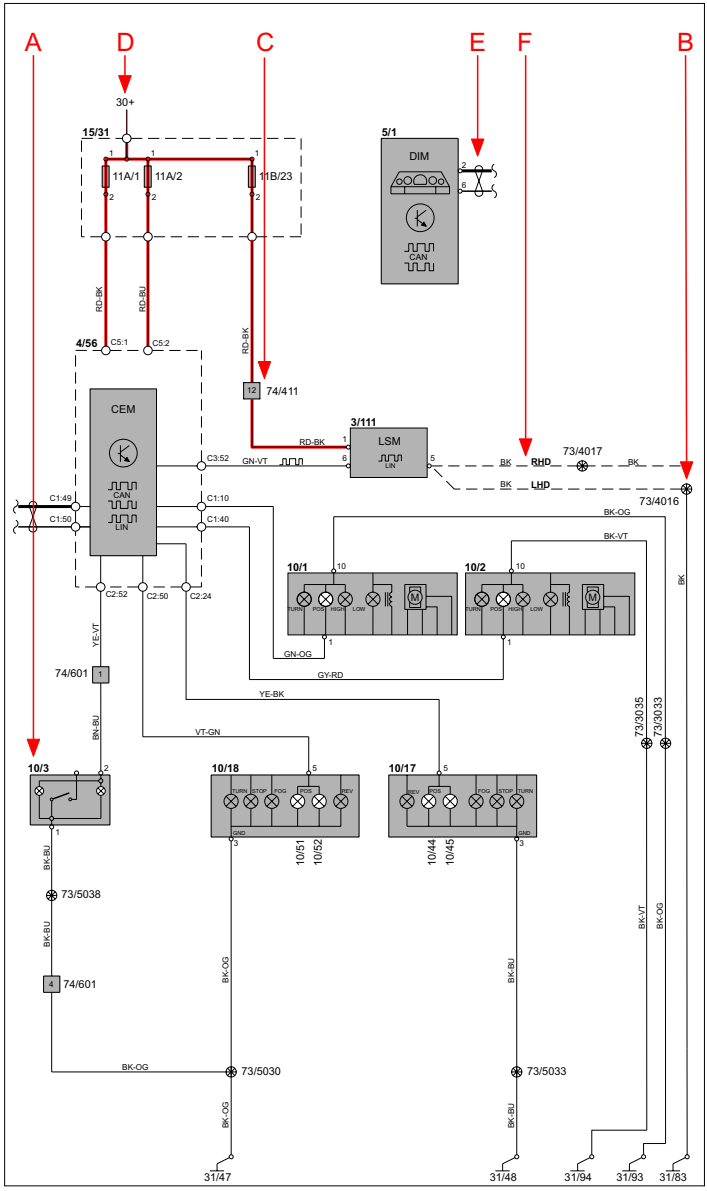 A D C E F B
30+
15/31
5/1
1 1 1
DIM
11A/1 11A/2 11B/23
2 2 2
2
6
CAN
RD-BK RD-BU RD-BK
4/56 C5:1 C5:2
12 74/411
CEM
3/111
RD-BK 1 LSM
C3:52 GN-VT 6 LIN 5
BK RHD 73/4017 BK
BK LHD
73/4016
CAN
LIN
C1:49 C1:10
C1:50 C1:40
BK-OG
BK-VT
BK
10/1 10 10/2 10
M M
TURN POS HIGH LOW TURN POS HIGH LOW
C2:52 C2:50 C2:24
1 1
GN-OG
GY-RD
YE-VT
74/601 1
YE-BK
BN-BU
VT-GN
73/3035 73/3033
10/3 2 10/18 5 10/17 5
TURN STOP FOG POS REV
REV POS FOG STOP TURN
GND GND
1 3 3
10/51 10/52 10/44 10/45
BK-BU
73/5038
BK-BU
BK-VT BK-OG
BK-OG BK-BU
4 74/601
BK-OG 73/5030 73/5033
BK-OG BK-BU
31/47 31/48 31/94 31/93 31/83